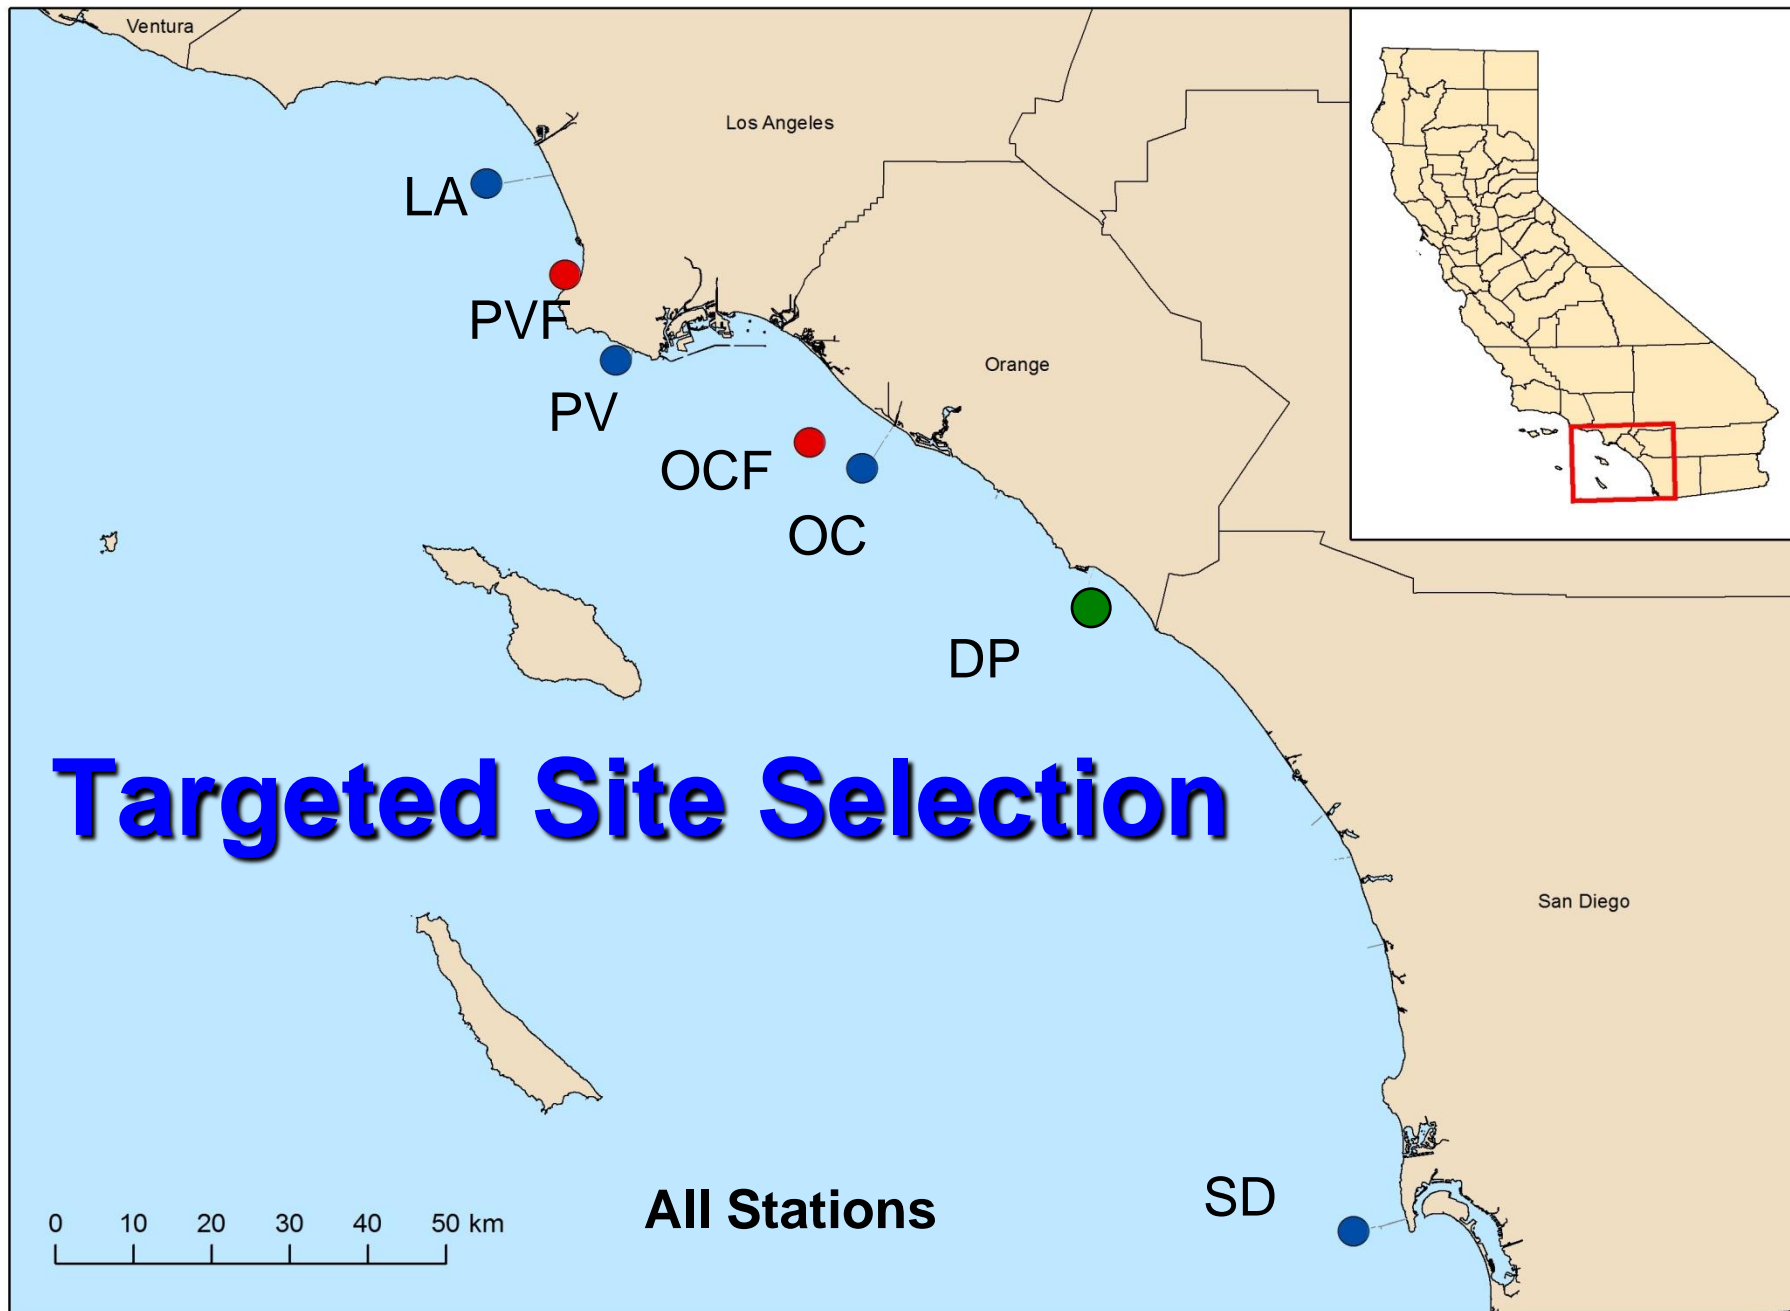 Ventura
Los Angeles
LA
PVF
PV
Orange
OCF
OC
DP
Targeted Site Selection
San Diego
SD
All Stations
0 10 20 30 40 50 km